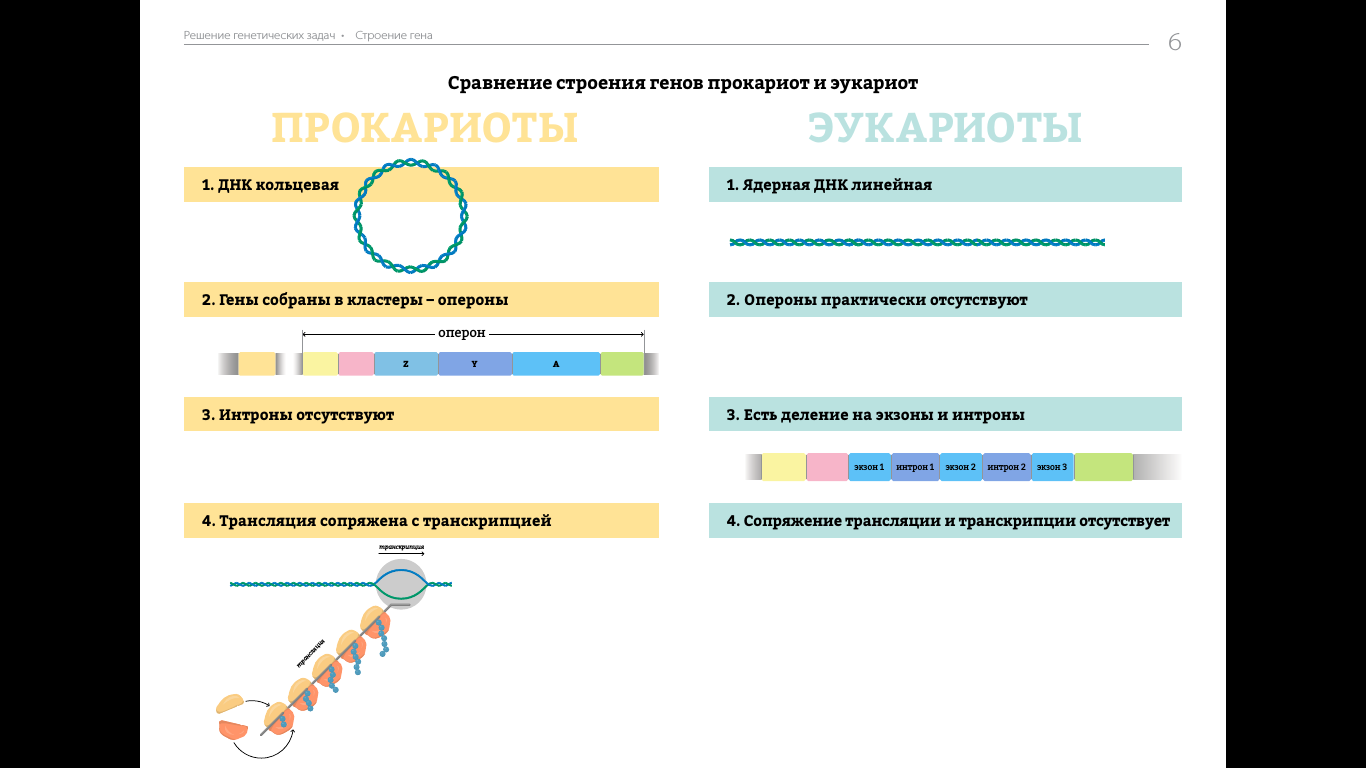 Решение генетических задач • Строение гена
6
Сравнение строения генов прокариот и эукариот
ПРОКАРИОТЫ
ЭУКАРИОТЫ
1. ДНК кольцевая
1. Ядерная ДНК линейная
2. Гены собраны в кластеры – опероны
2. Опероны практически отсутствуют
оперон
Z
Y
A
3. Интроны отсутствуют
3. Есть деление на экзоны и интроны
экзон 1
интрон 1
экзон 2
интрон 2
экзон 3
4. Трансляция сопряжена с транскрипцией
4. Сопряжение трансляции и транскрипции отсутствует
транскрипция
трансляция